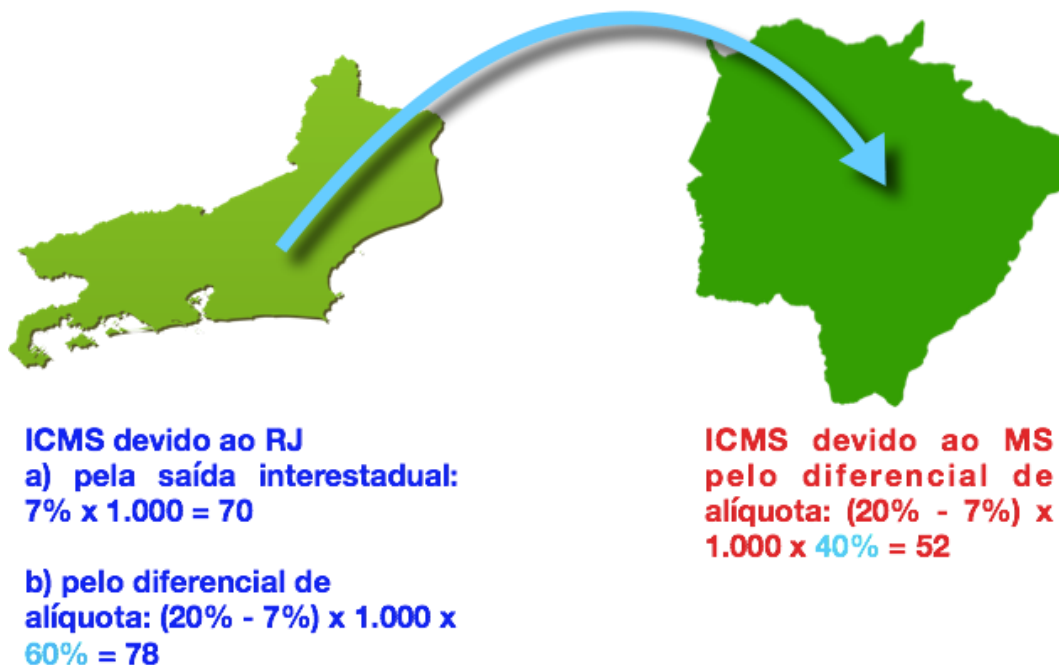 ICMS devido ao RJ
a) pela saída interestadual:
7% x 1.000 = 70
b) pelo diferencial de
alíquota: (20% - 7%) x 1.000 x
60% = 78
ICMS devido ao MS
pelo diferencial de
alíquota: (20% - 7%) x
1.000 x 40% = 52